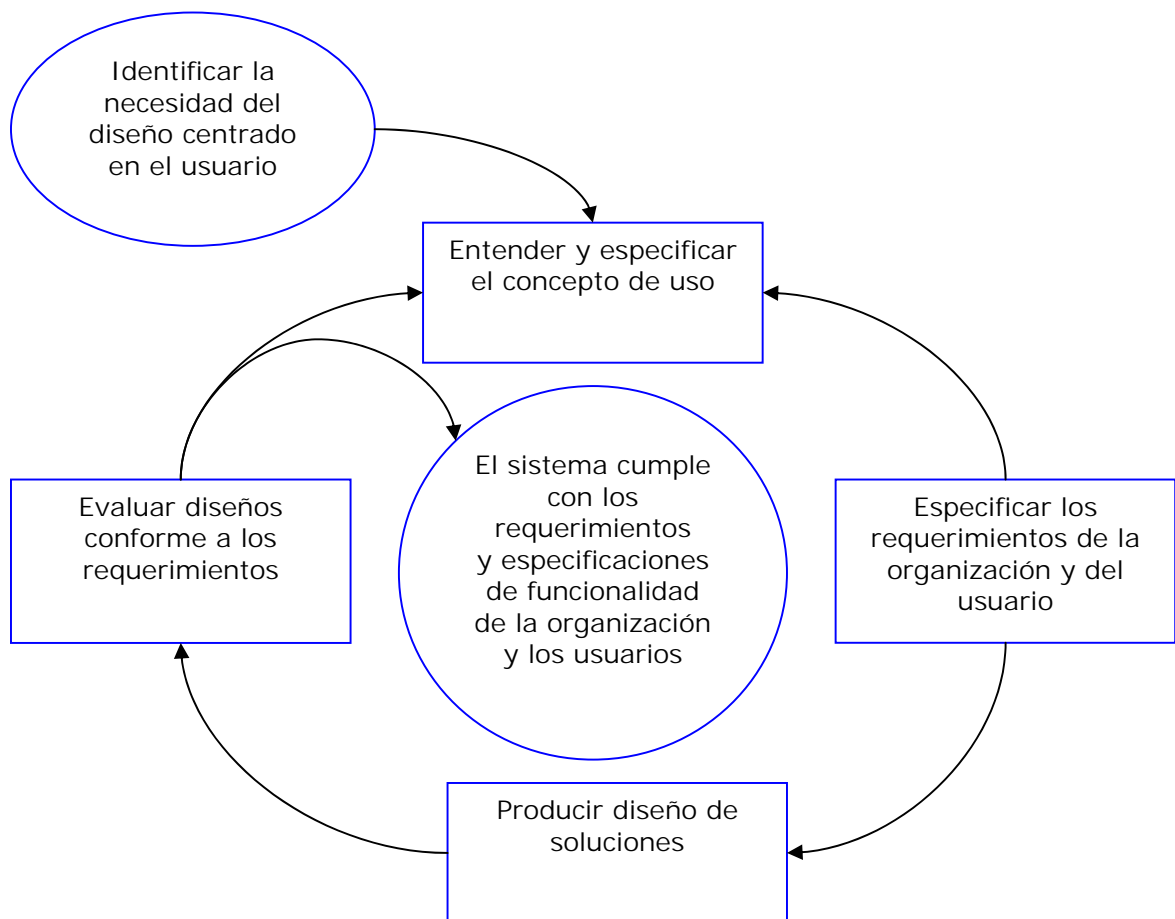 Identificar la
necesidad del
diseño centrado
en el usuario
Entender y especificar
el concepto de uso
El sistema cumple
con los
requerimientos
y especificaciones
de funcionalidad
de la organización
y los usuarios
Evaluar diseños
conforme a los
requerimientos
Especificar los
requerimientos de la
organización y del
usuario
Producir diseño de
soluciones